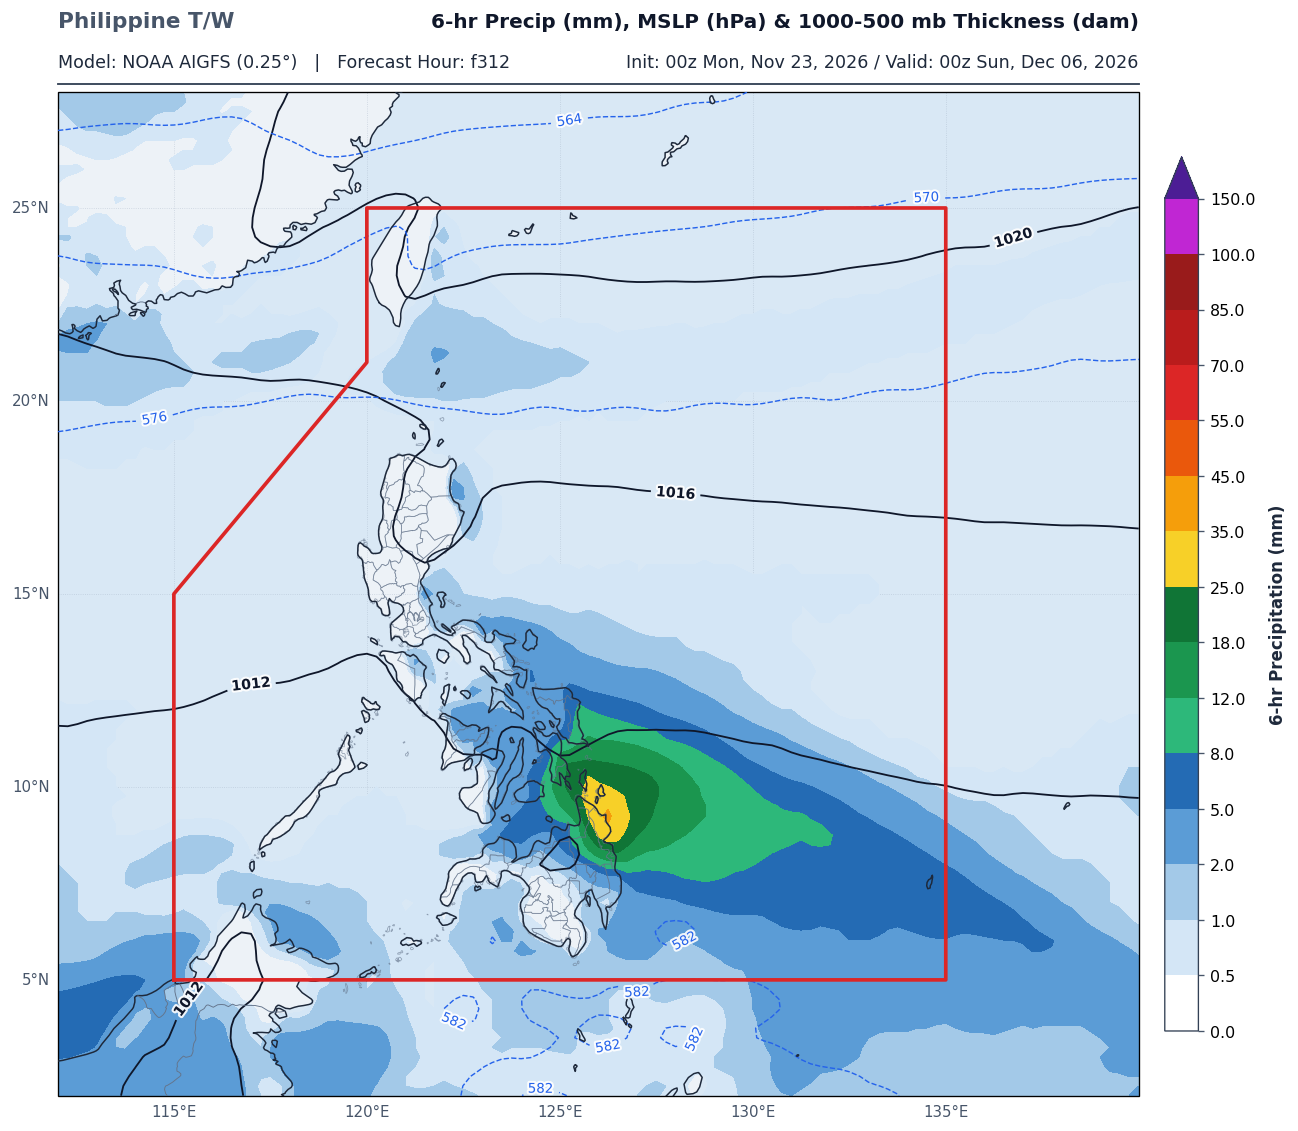 Philippine T/W
6-hr Precip (mm), MSLP (hPa) & 1000-500 mb Thickness (dam)
Model: NOAA AIGFS (0.25°) | Forecast Hour: f312
Init: 00z Mon, Nov 23, 2026 / Valid: 00z Sun, Dec 06, 2026
564
570
1020
576
1016
1012
582
1012
582
582
582
582
582
25°N
20°N
15°N
10°N
5°N
115°E
120°E
125°E
130°E
135°E
150.0
100.0
85.0
70.0
55.0
45.0
35.0
25.0
18.0
12.0
8.0
5.0
2.0
1.0
0.5
0.0
6-hr Precipitation (mm)